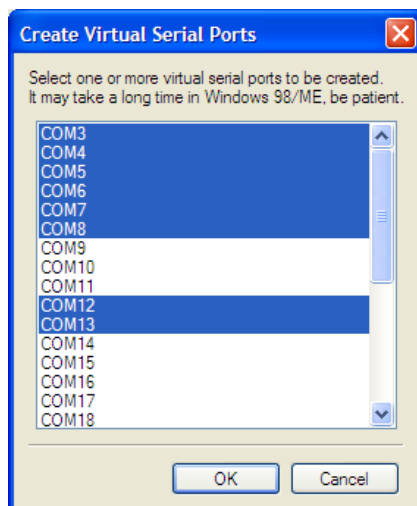 Create Virtual Serial Ports
Select one or more virtual serial ports to be created.
It may take a long time in Windows 98/ME, be patient.
COM3
COM4
COM5
COM6
COM7
COM8
COM9
COM10
COM11
COM12
COM13
COM14
COM15
COM16
COM17
COM18
OK Cancel